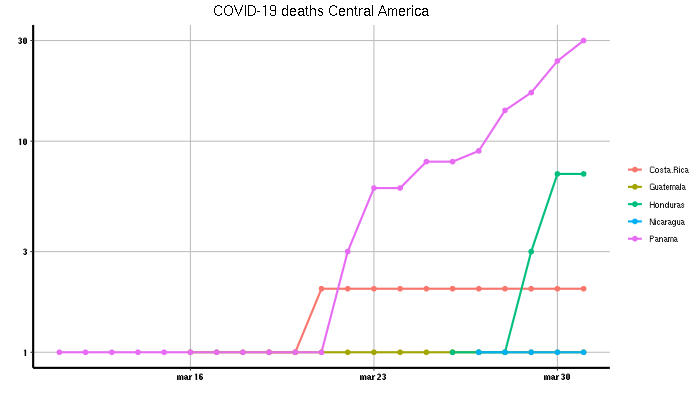 COVID-19 deaths Central America
30
10
3
1
mar 16
mar 23
mar 30
Costa.Rica
Guatemala
Honduras
Nicaragua
Panama